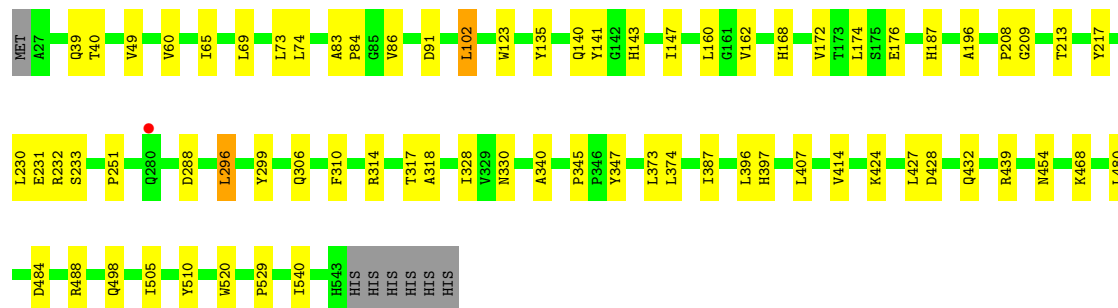 MET A27 Q39 T40 V49 V60 I65 L69 L73 L74 A83 P84 G85 V86 D91 L102 W123 Y135 Q140 Y141 G142 H143 I147 L160 G161 V162 H168 V172 T173 L174 S175 E176 H187 A196 P208 G209 T213 Y217
L230 E231 R232 S233 P251 Q280 D288 L296 Y299 Q306 F310 R314 T317 A318 I328 V329 N330 A340 P345 P346 Y347 L373 L374 I387 L396 H397 L407 V414 K424 L427 D428 Q432 R439 N454 K468 L480
D484 R488 Q498 I505 Y510 W520 P529 I540 H543 HIS HIS HIS HIS HIS HIS